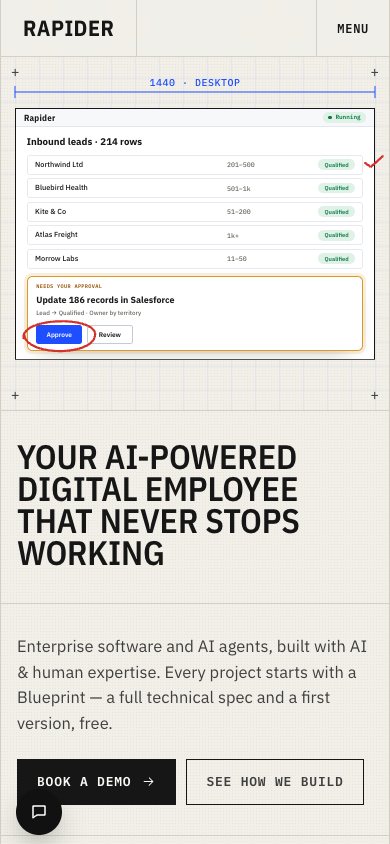 RAPIDER
MENU
1440 · DESKTOP
Rapider
Running
Inbound leads · 214 rows
Northwind Ltd 201–500 Qualified
Bluebird Health 501–1k Qualified
Kite & Co 51–200 Qualified
Atlas Freight 1k+ Qualified
Morrow Labs 11–50 Qualified
NEEDS YOUR APPROVAL
Update 186 records in Salesforce
Lead → Qualified · Owner by territory
Approve Review
YOUR AI-POWERED
DIGITAL EMPLOYEE
THAT NEVER STOPS
WORKING
Enterprise software and AI agents, built with AI
& human expertise. Every project starts with a
Blueprint — a full technical spec and a first
version, free.
BOOK A DEMO →
SEE HOW WE BUILD